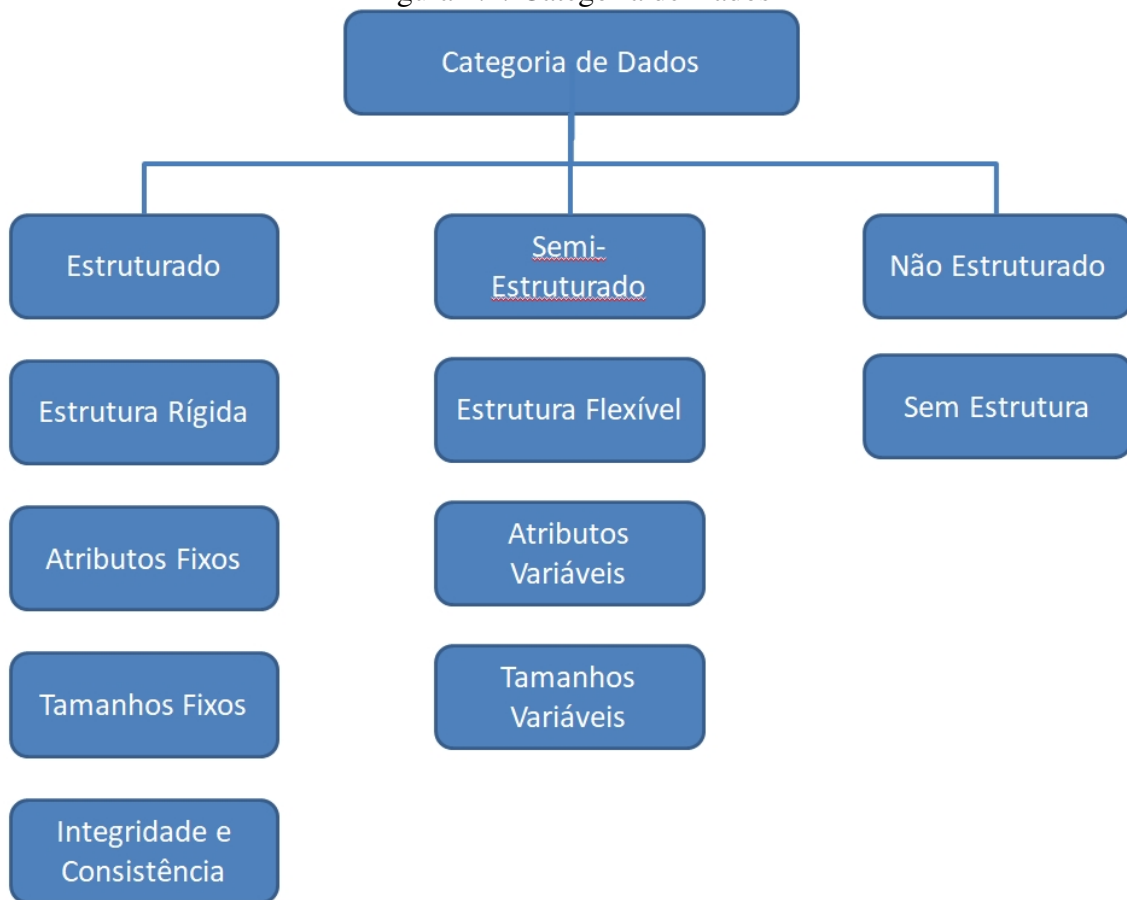 Categoria de Dados
Estruturado
Semi-
Estruturado
Não Estruturado
Estrutura Rígida
Estrutura Flexível
Sem Estrutura
Atributos Fixos
Atributos
Variáveis
Tamanhos Fixos
Tamanhos
Variáveis
Integridade e
Consistência